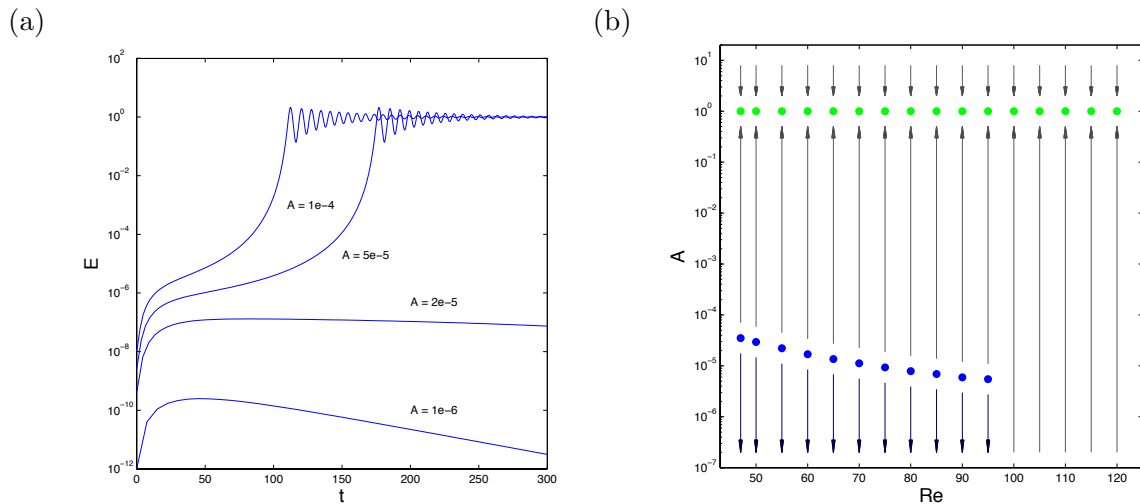 (a)
10^2
10^0
10^−2
10^−4
10^−6
10^−8
10^−10
10^−12
E
A = 1e−4
A = 5e−5
A = 2e−5
A = 1e−6
0 50 100 150 200 250 300
t
(b)
10^1
10^0
10^−1
10^−2
10^−3
10^−4
10^−5
10^−6
10^−7
A
50 60 70 80 90 100 110 120
Re